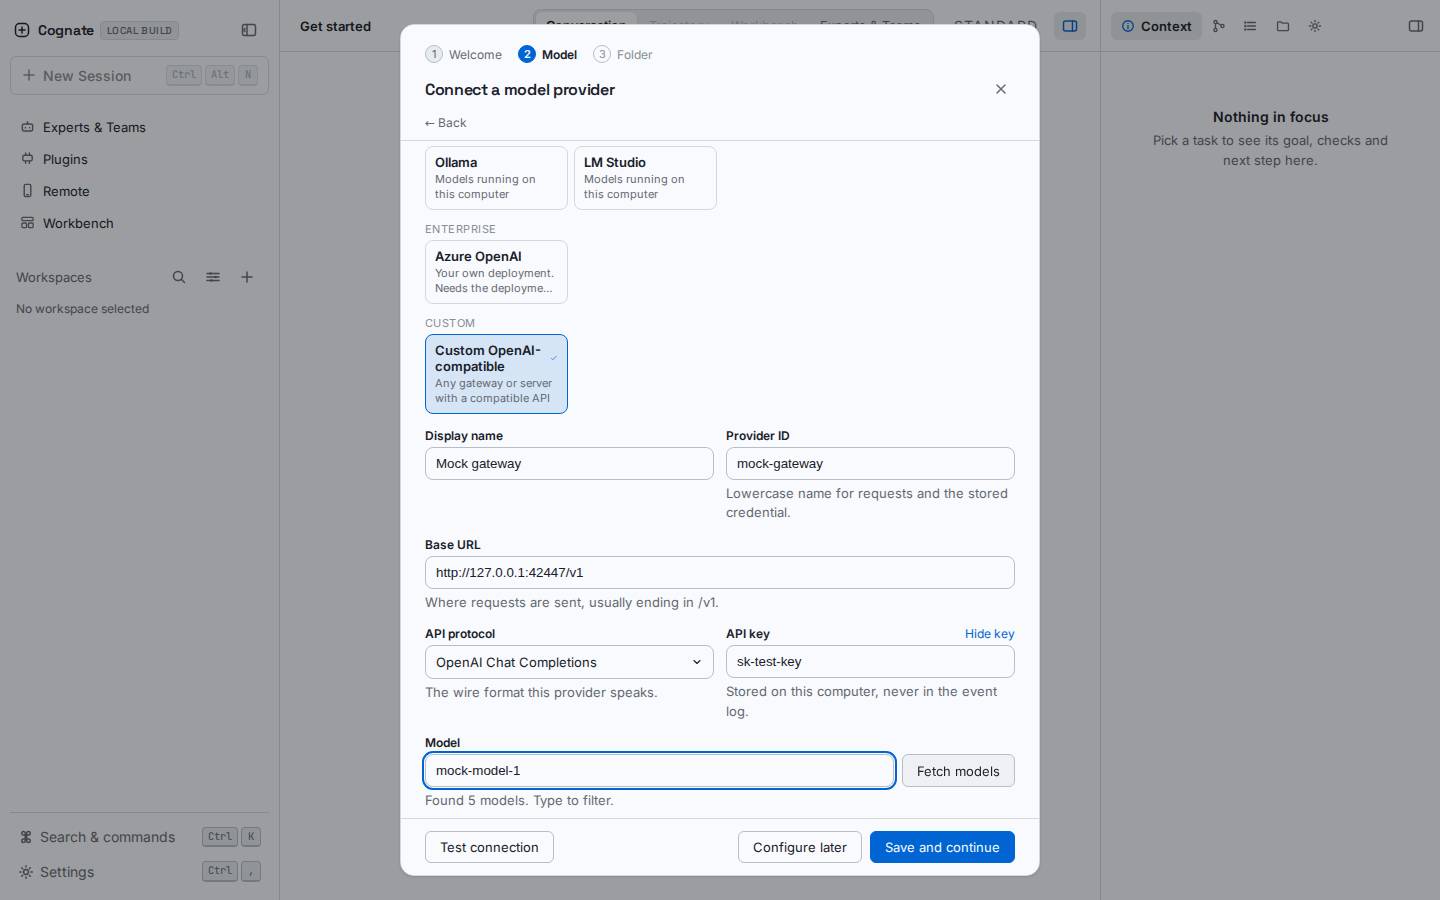 Cognate LOCAL BUILD
New Session Ctrl Alt N
Experts & Teams
Plugins
Remote
Workbench
Workspaces
No workspace selected
Search & commands Ctrl K
Settings Ctrl ,
Get started
Conversation Trajectory Workbench Experts & Teams STANDARD
1 Welcome 2 Model 3 Folder
Connect a model provider
← Back
Ollama
Models running on
this computer
LM Studio
Models running on
this computer
ENTERPRISE
Azure OpenAI
Your own deployment.
Needs the deployme...
CUSTOM
Custom OpenAI-
compatible
Any gateway or server
with a compatible API
Display name
Mock gateway
Provider ID
mock-gateway
Lowercase name for requests and the stored
credential.
Base URL
http://127.0.0.1:42447/v1
Where requests are sent, usually ending in /v1.
API protocol
OpenAI Chat Completions
The wire format this provider speaks.
API key Hide key
sk-test-key
Stored on this computer, never in the event
log.
Model
mock-model-1
Fetch models
Found 5 models. Type to filter.
Test connection
Configure later
Save and continue
Context
Nothing in focus
Pick a task to see its goal, checks and
next step here.